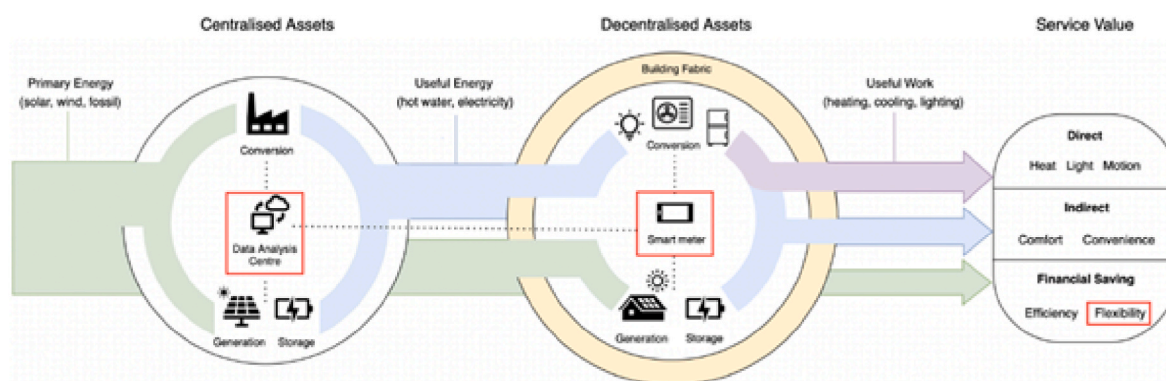 Centralised Assets
Decentralised Assets
Service Value
Primary Energy
(solar, wind, fossil)
Useful Energy
(hot water, electricity)
Building Fabric
Useful Work
(heating, cooling, lighting)
Conversion
Conversion
Direct
Heat Light Motion
Data Analysis
Centre
Smart meter
Indirect
Comfort Convenience
Generation Storage
Generation Storage
Financial Saving
Efficiency Flexibility